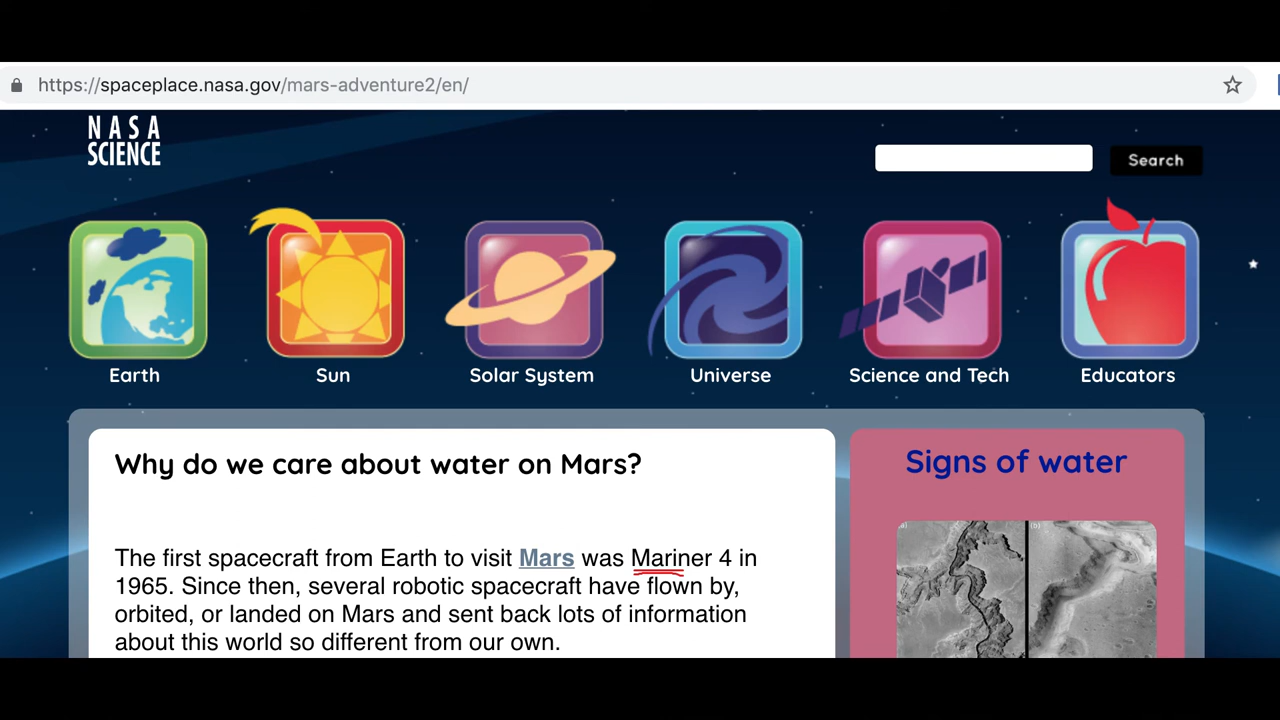 https://spaceplace.nasa.gov/mars-adventure2/en/
NASA
SCIENCE
Search
Earth
Sun
Solar System
Universe
Science and Tech
Educators
Why do we care about water on Mars?
The first spacecraft from Earth to visit Mars was Mariner 4 in
1965. Since then, several robotic spacecraft have flown by,
orbited, or landed on Mars and sent back lots of information
about this world so different from our own.
Signs of water
(a)
(b)